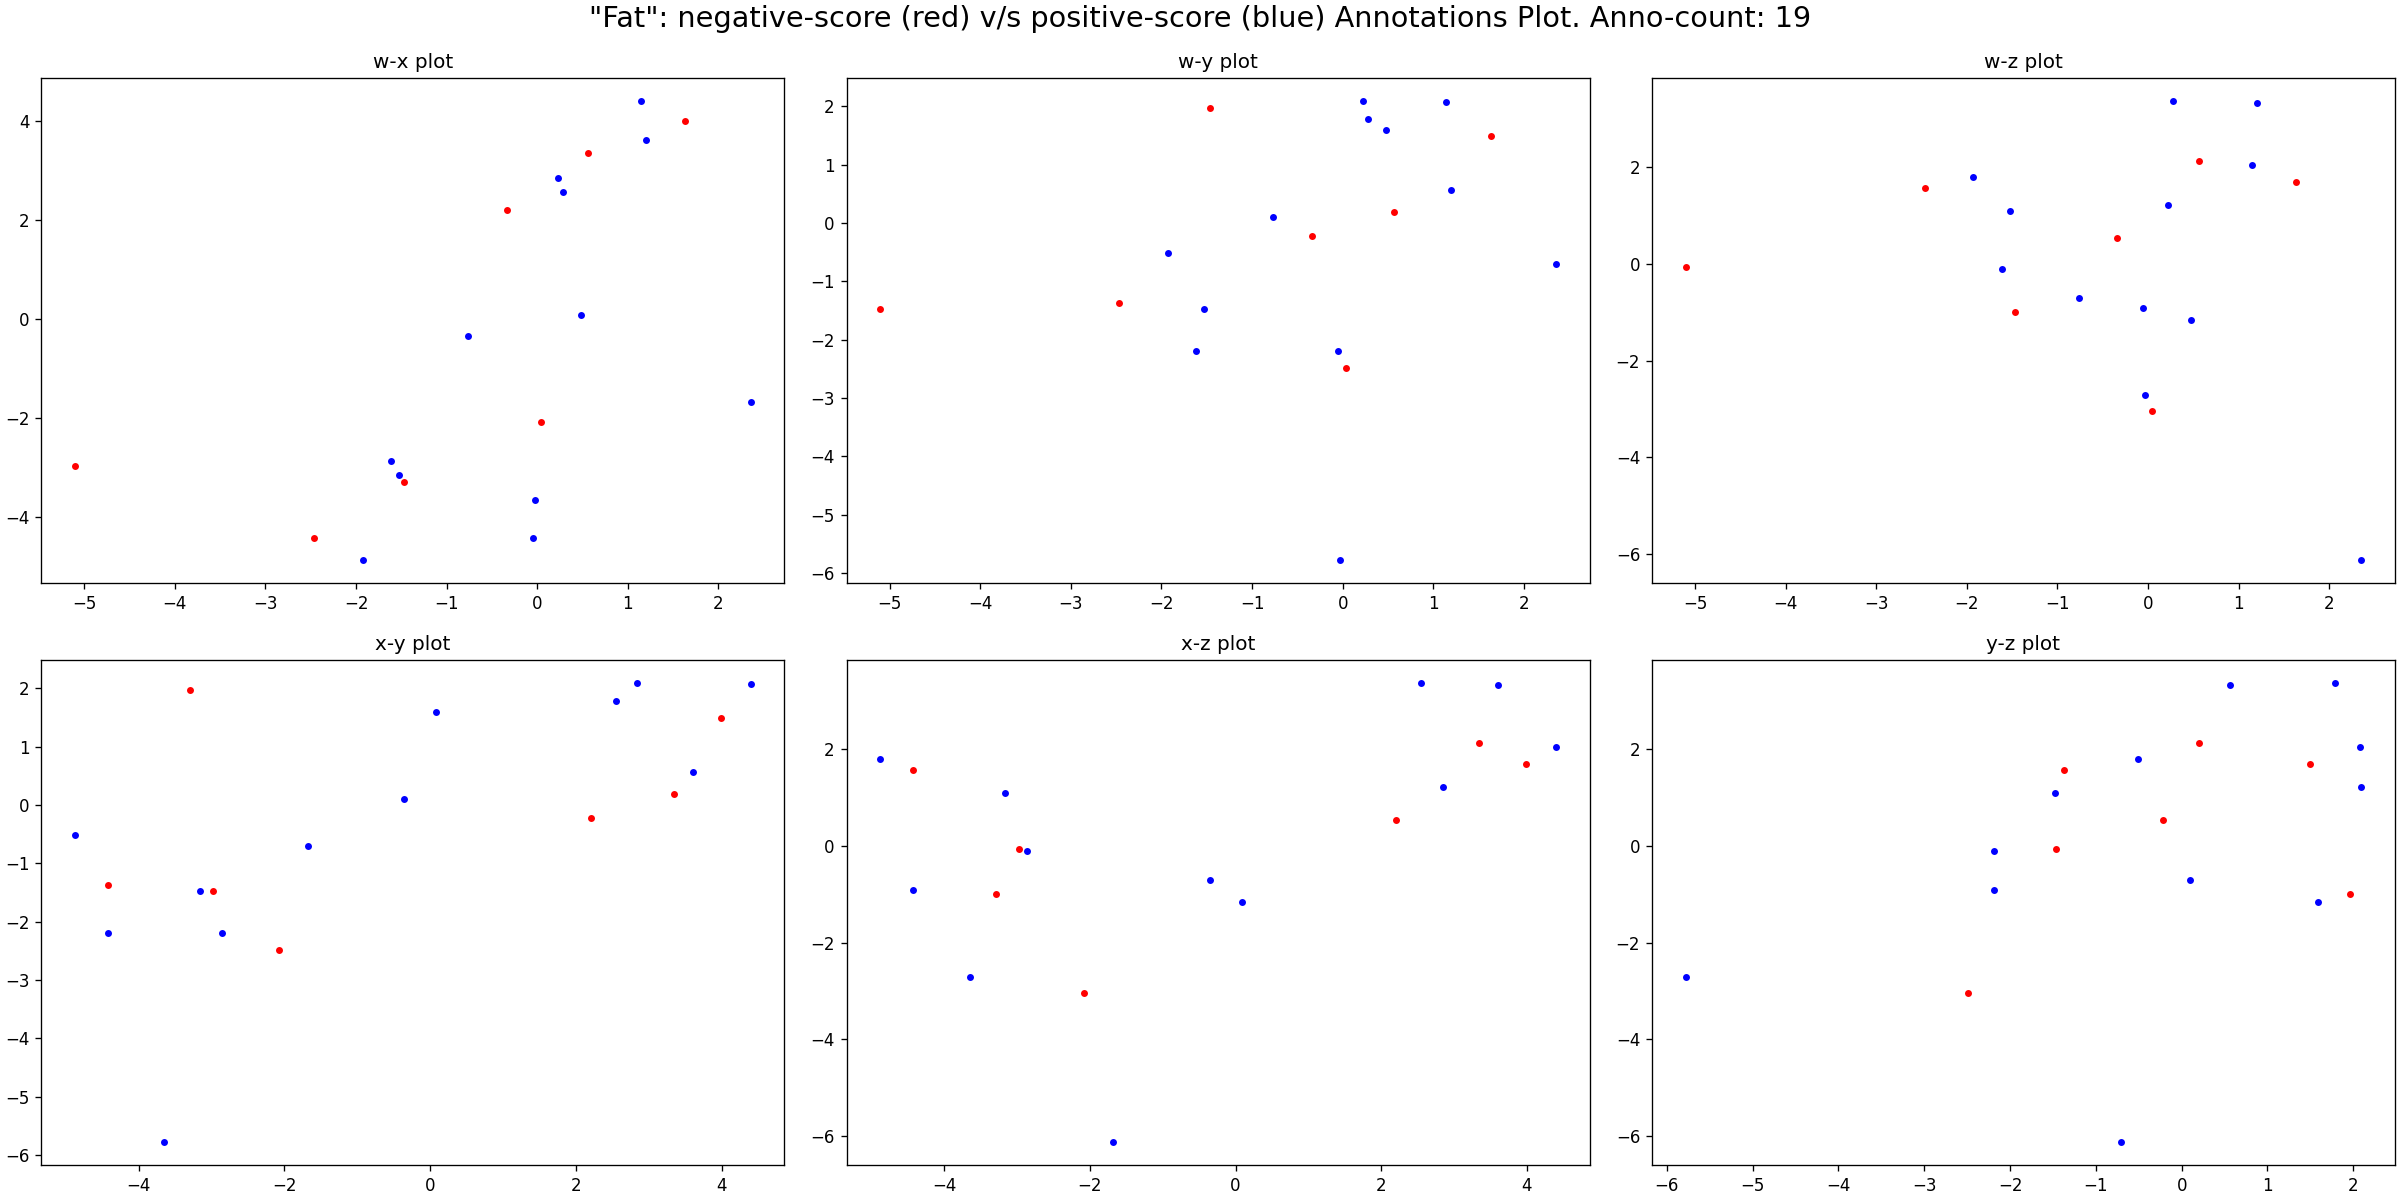 "Fat": negative-score (red) v/s positive-score (blue) Annotations Plot. Anno-count: 19
w-x plot
w-y plot
w-z plot
4
2
0
−2
−4
−5 −4 −3 −2 −1 0 1 2
2
1
0
−1
−2
−3
−4
−5
−6
−5 −4 −3 −2 −1 0 1 2
2
0
−2
−4
−6
−5 −4 −3 −2 −1 0 1 2
x-y plot
x-z plot
y-z plot
2
1
0
−1
−2
−3
−4
−5
−6
−4 −2 0 2 4
2
0
−2
−4
−6
−4 −2 0 2 4
2
0
−2
−4
−6
−6 −5 −4 −3 −2 −1 0 1 2